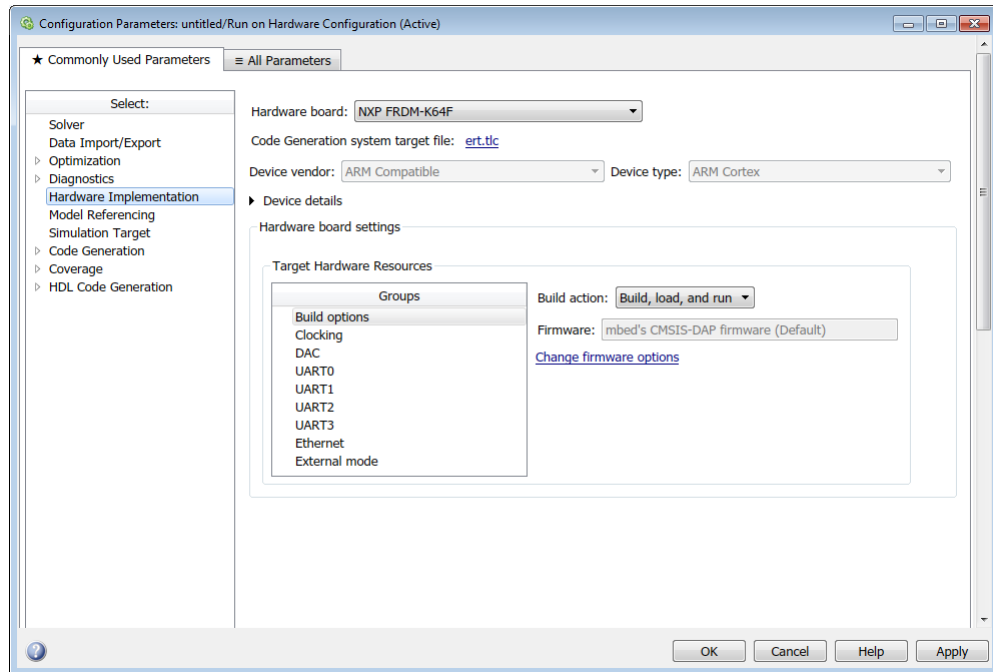 Configuration Parameters: untitled/Run on Hardware Configuration (Active)
★ Commonly Used Parameters
≡ All Parameters
Select:
Solver
Data Import/Export
Optimization
Diagnostics
Hardware Implementation
Model Referencing
Simulation Target
Code Generation
Coverage
HDL Code Generation
Hardware board: NXP FRDM-K64F
Code Generation system target file: ert.tlc
Device vendor: ARM Compatible
Device type: ARM Cortex
Device details
Hardware board settings
Target Hardware Resources
Groups
Build options
Clocking
DAC
UART0
UART1
UART2
UART3
Ethernet
External mode
Build action: Build, load, and run
Firmware: mbed's CMSIS-DAP firmware (Default)
Change firmware options
?
OK
Cancel
Help
Apply